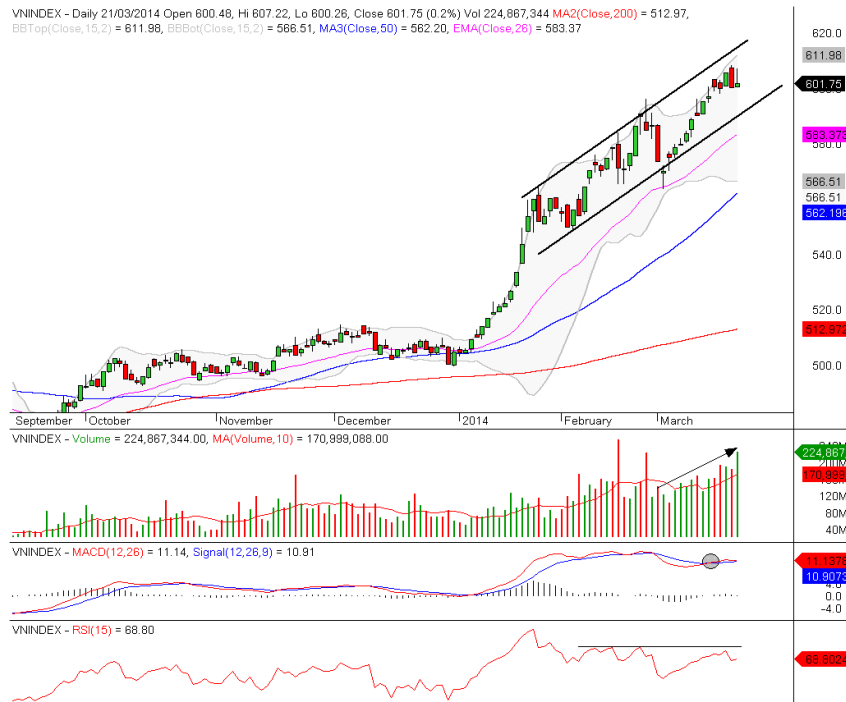 VNINDEX - Daily 21/03/2014 Open 600.48, Hi 607.22, Lo 600.26, Close 601.75 (0.2%) Vol 224,867,344 MA2(Close,200) = 512.97,
BBTop(Close,15,2) = 611.98, BBBot(Close,15,2) = 566.51, MA3(Close,50) = 562.20, EMA(Close,26) = 583.37
620.0
611.98
601.75
583.373
580.0
566.51
566.51
562.196
540.0
520.0
512.972
500.0
September October November December 2014 February March
VNINDEX - Volume = 224,867,344.00, MA(Volume,10) = 170,999,088.00
224,867
170,999
120M
80M
40M
VNINDEX - MACD(12,26) = 11.14, Signal(12,26,9) = 10.91
11.1376
10.9073
0.0
-4.0
VNINDEX - RSI(15) = 68.80
68.8024